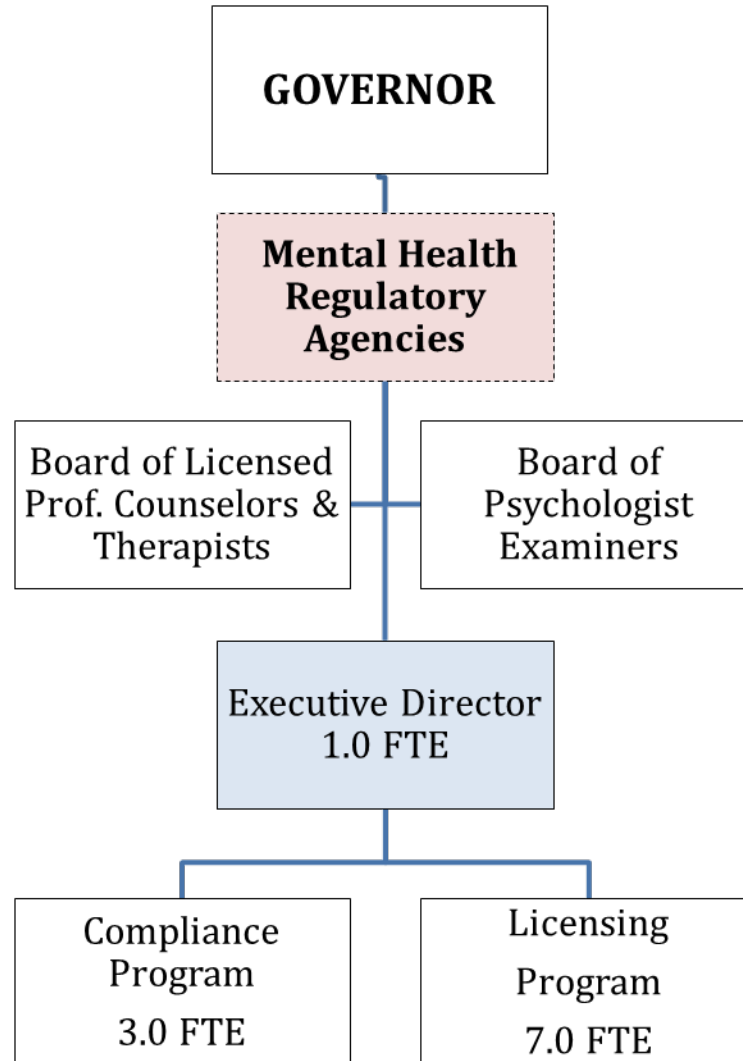 GOVERNOR
Mental Health
Regulatory
Agencies
Board of Licensed
Prof. Counselors &
Therapists
Board of
Psychologist
Examiners
Executive Director
1.0 FTE
Compliance
Program
3.0 FTE
Licensing
Program
7.0 FTE